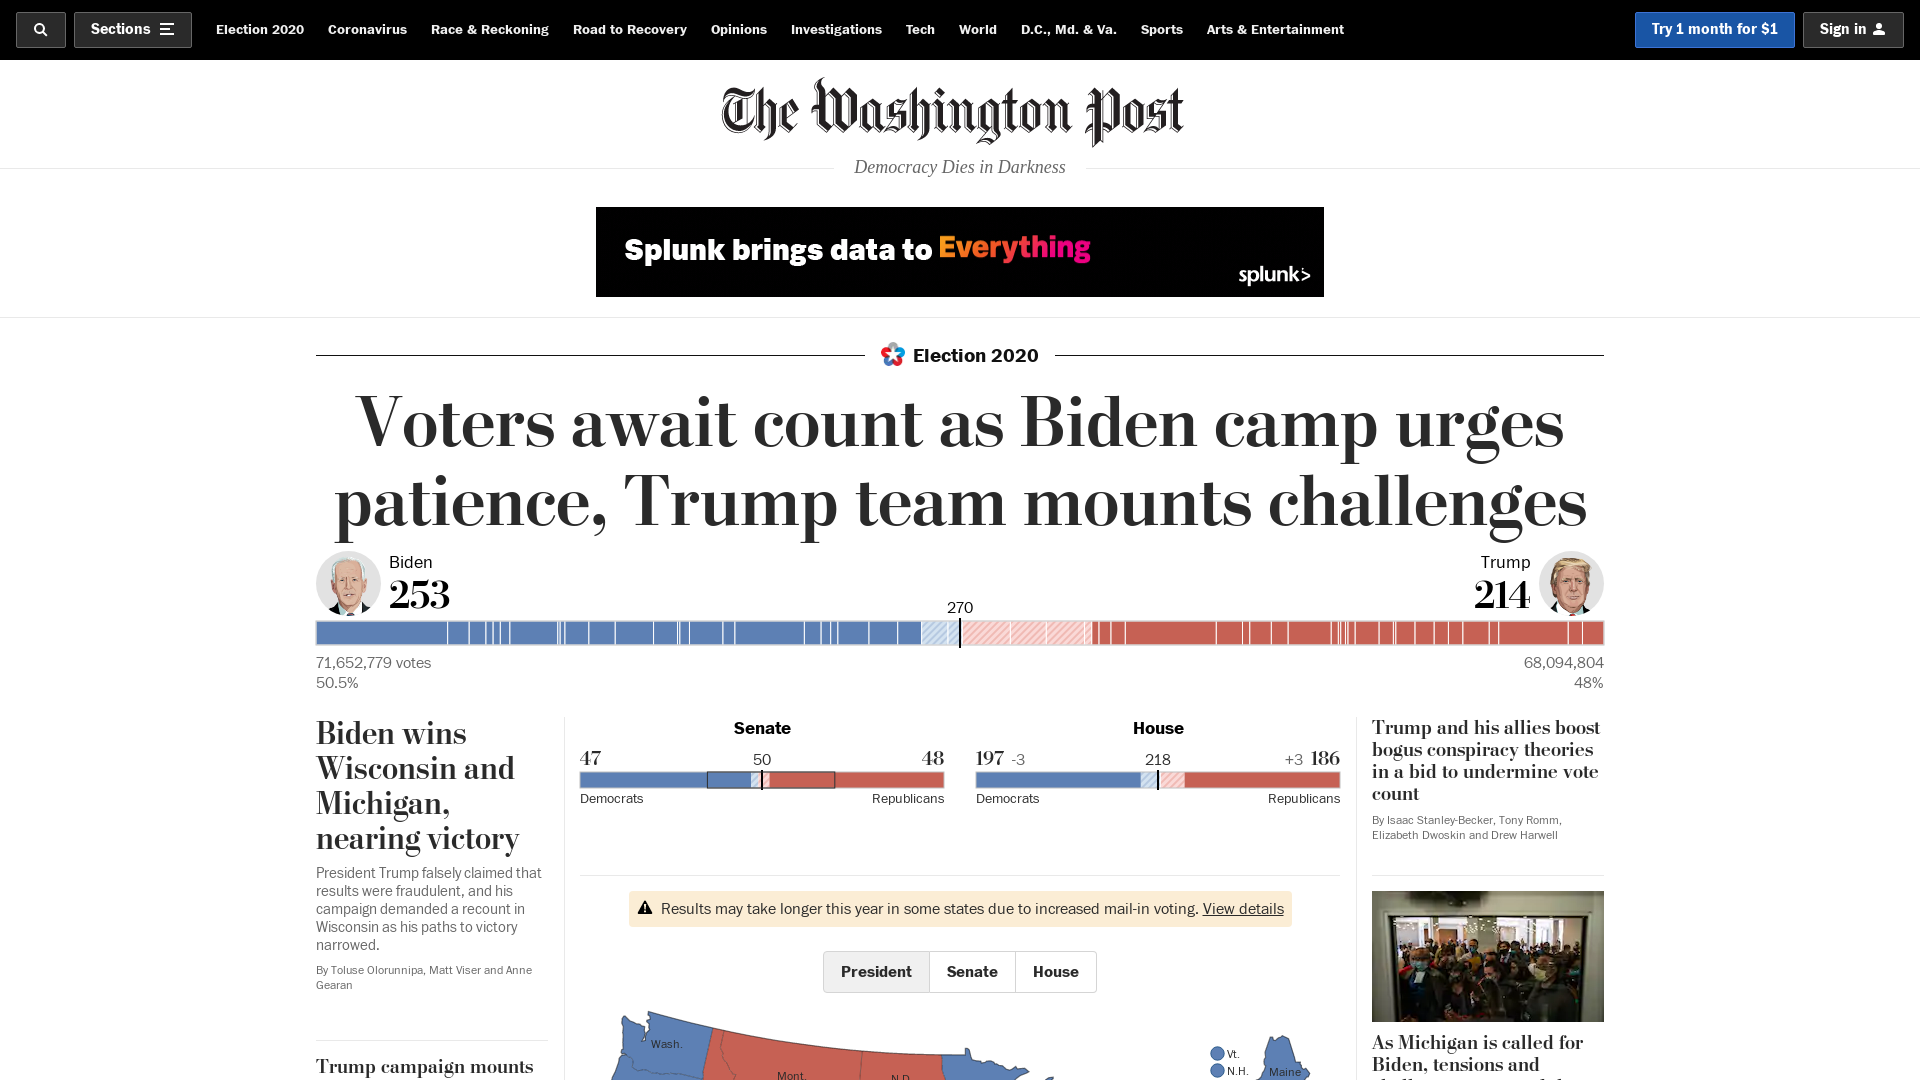 Sections
Election 2020
Coronavirus
Race & Reckoning
Road to Recovery
Opinions
Investigations
Tech
World
D.C., Md. & Va.
Sports
Arts & Entertainment
Try 1 month for $1
Sign in
The Washington Post
Democracy Dies in Darkness
Splunk brings data to Everything
splunk>
Election 2020
Voters await count as Biden camp urges
patience, Trump team mounts challenges
Biden
253
270
Trump
214
71,652,779 votes
50.5%
68,094,804
48%
Biden wins
Wisconsin and
Michigan,
nearing victory
President Trump falsely claimed that
results were fraudulent, and his
campaign demanded a recount in
Wisconsin as his paths to victory
narrowed.
By Toluse Olorunnipa, Matt Viser and Anne
Gearan
Trump campaign mounts
Senate
47
50
48
Democrats
Republicans
House
197 -3
218
+3 186
Democrats
Republicans
Results may take longer this year in some states due to increased mail-in voting. View details
President
Senate
House
Wash.
Mont.
N.D.
Vt.
N.H.
Maine
Trump and his allies boost
bogus conspiracy theories
in a bid to undermine vote
count
By Isaac Stanley-Becker, Tony Romm,
Elizabeth Dwoskin and Drew Harwell
As Michigan is called for
Biden, tensions and